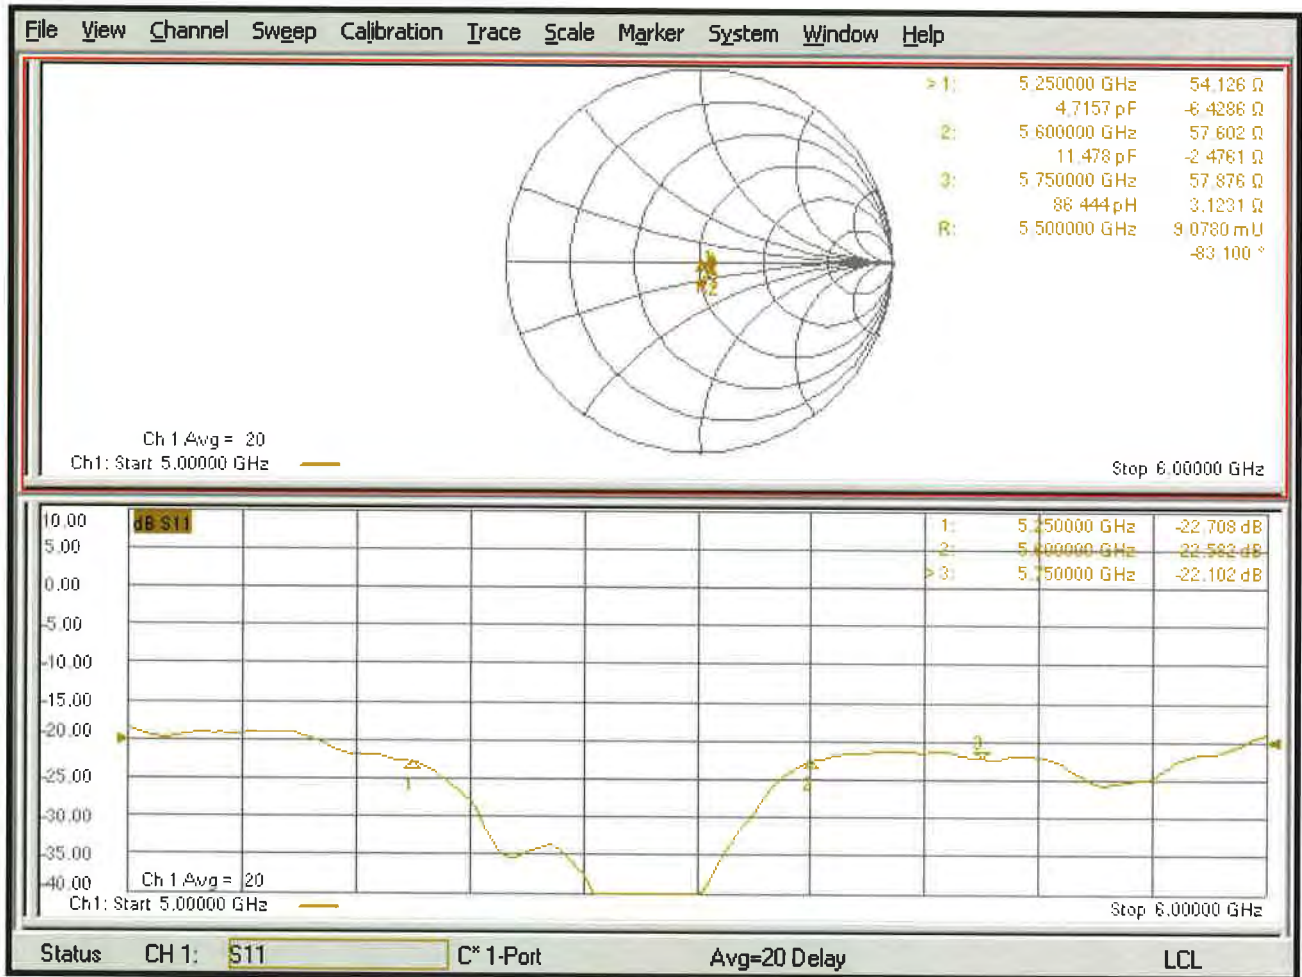 File View Channel Sweep Calibration Trace Scale Marker System Window Help
> 1: 5.250000 GHz 54.126 Ω
4.7157 pF -6.4286 Ω
2: 5.600000 GHz 57.602 Ω
11.478 pF -2.4761 Ω
3: 5.750000 GHz 57.876 Ω
86.444 pH 3.1231 Ω
R: 5.500000 GHz 9.0780 mU
-83.100 °
2
Ch 1 Avg = 20
Ch1: Start 5.00000 GHz
Stop 6.00000 GHz
10.00 dB S11 1: 5.250000 GHz -22.708 dB
5.00 2: 5.600000 GHz -22.582 dB
0.00 > 3: 5.750000 GHz -22.102 dB
-5.00
-10.00
-15.00
-20.00
-25.00
-30.00
-35.00
-40.00
1
2
3
Ch 1 Avg = 20
Ch1: Start 5.00000 GHz
Stop 6.00000 GHz
Status CH 1: S11 C* 1-Port Avg=20 Delay LCL